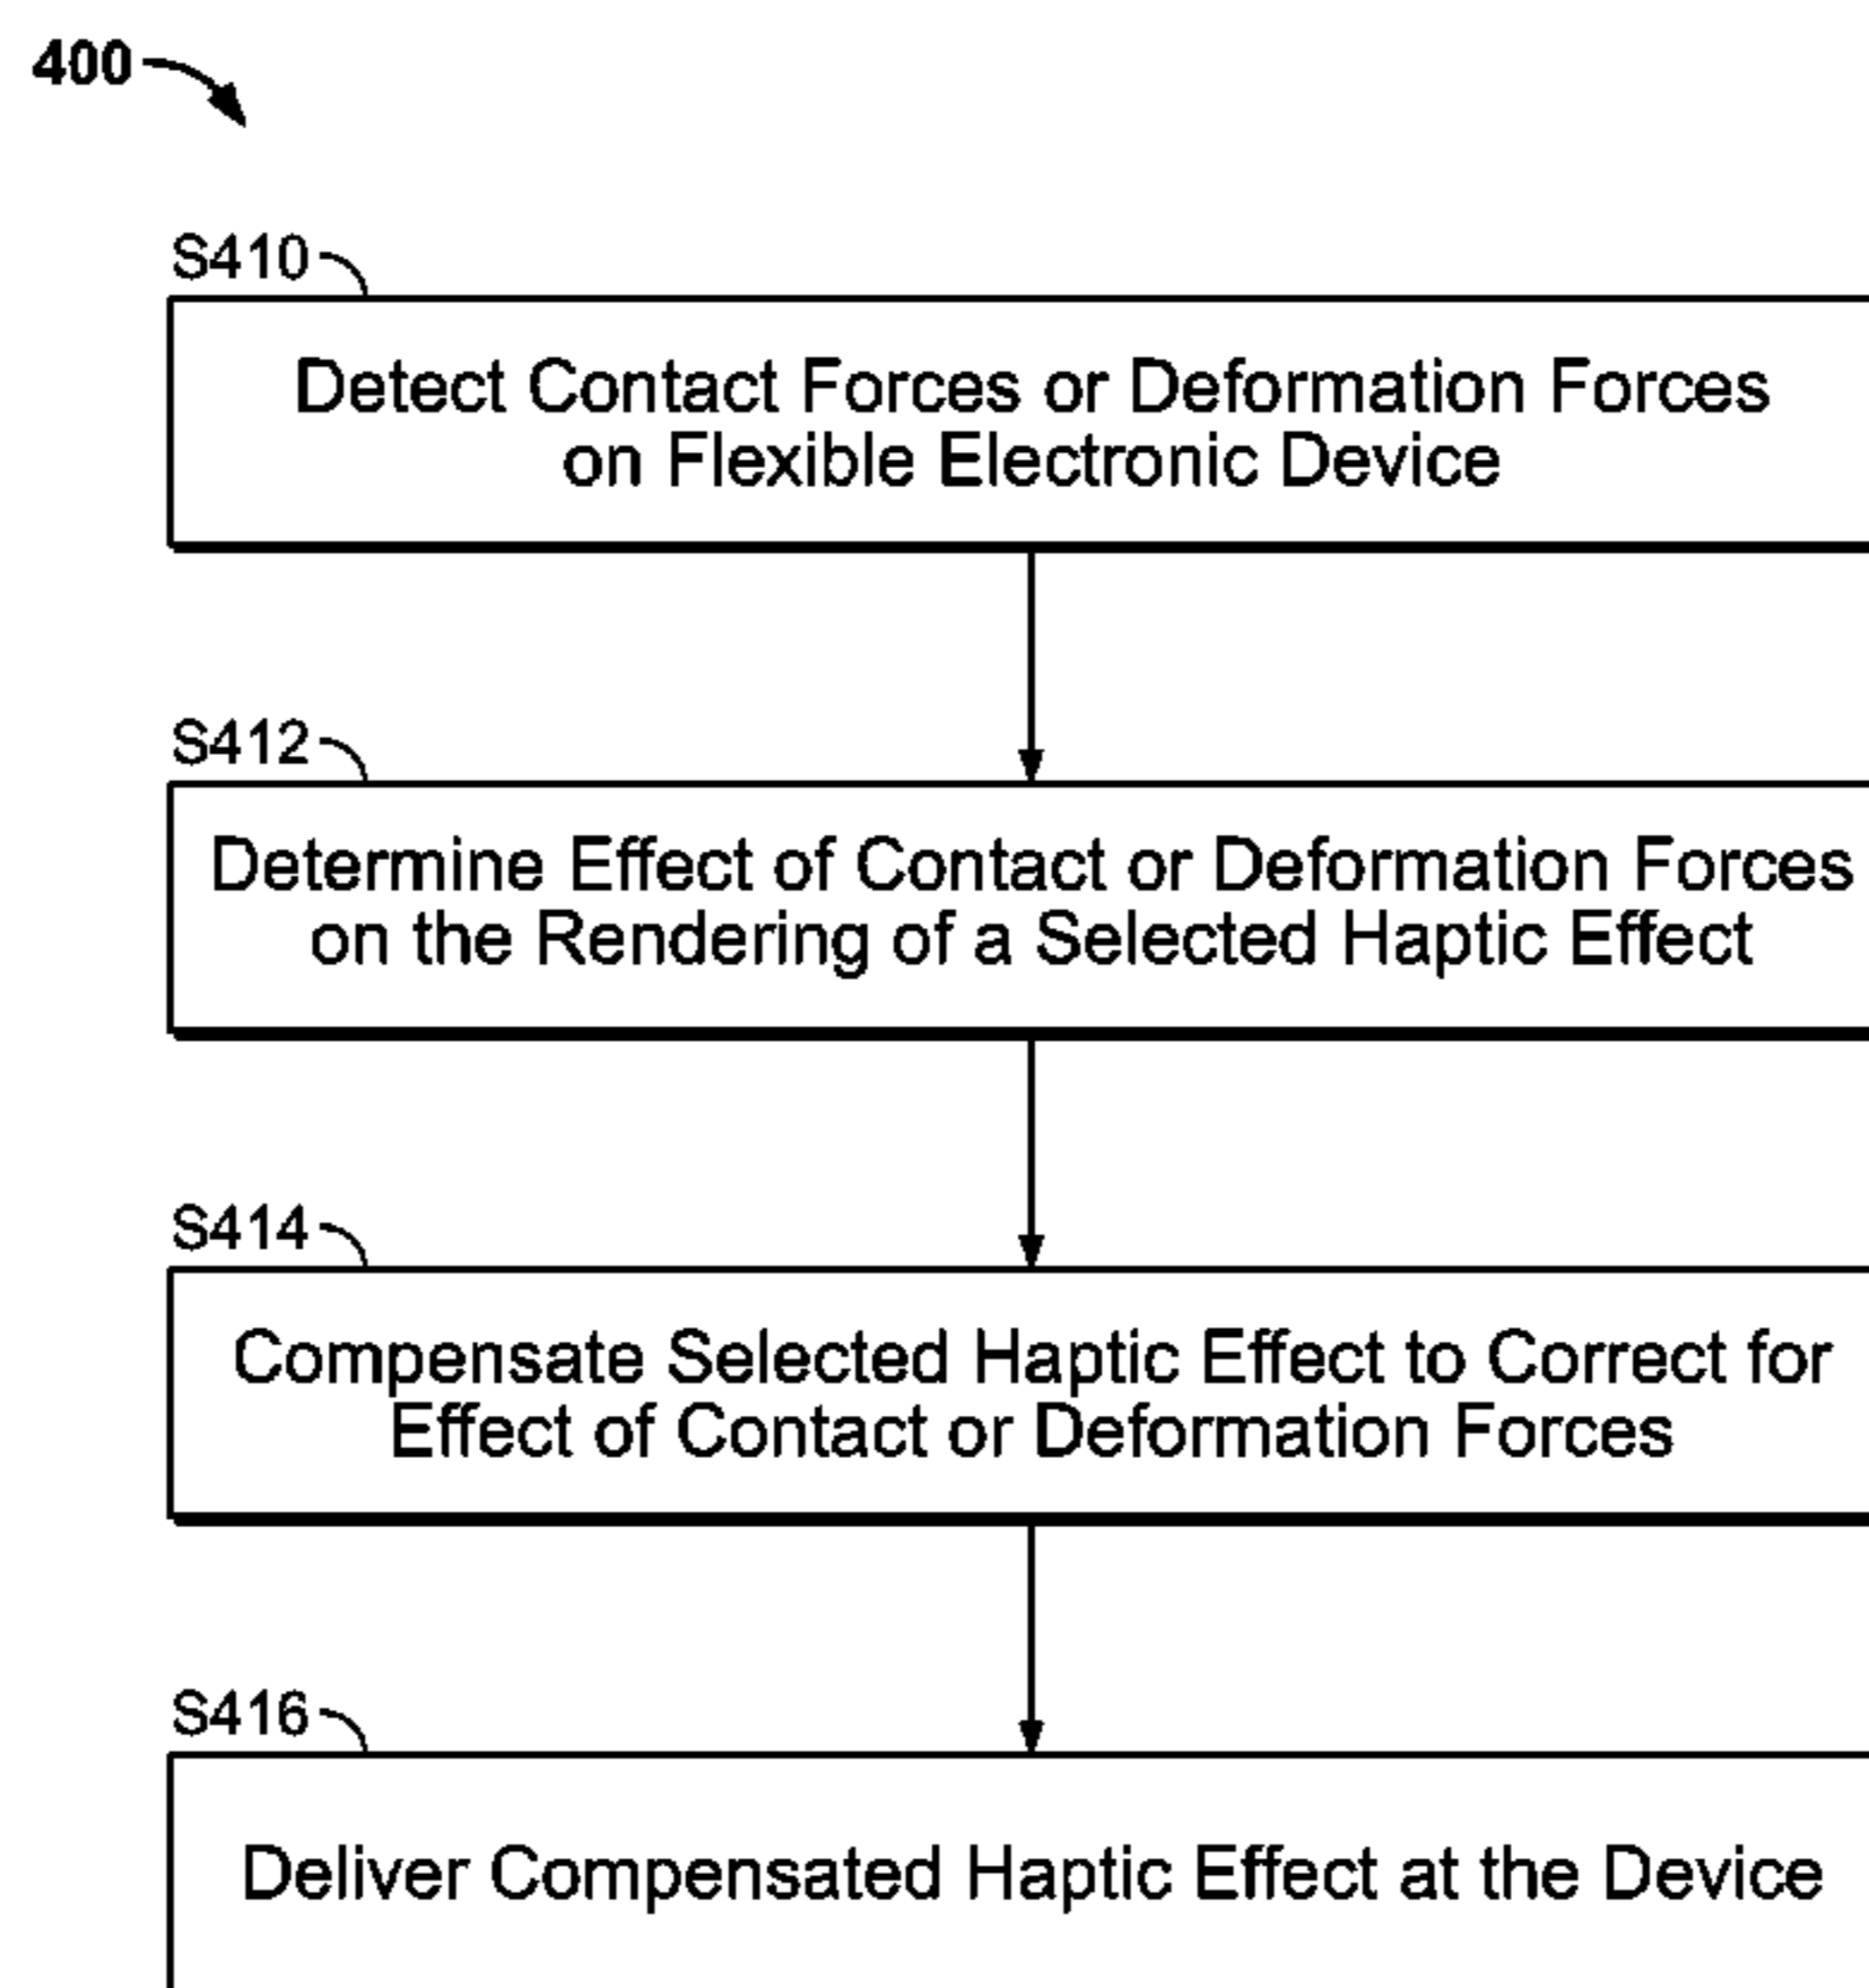 400
S410
Detect Contact Forces or Deformation Forces
on Flexible Electronic Device
S412
Determine Effect of Contact or Deformation Forces
on the Rendering of a Selected Haptic Effect
S414
Compensate Selected Haptic Effect to Correct for
Effect of Contact or Deformation Forces
S416
Deliver Compensated Haptic Effect at the Device